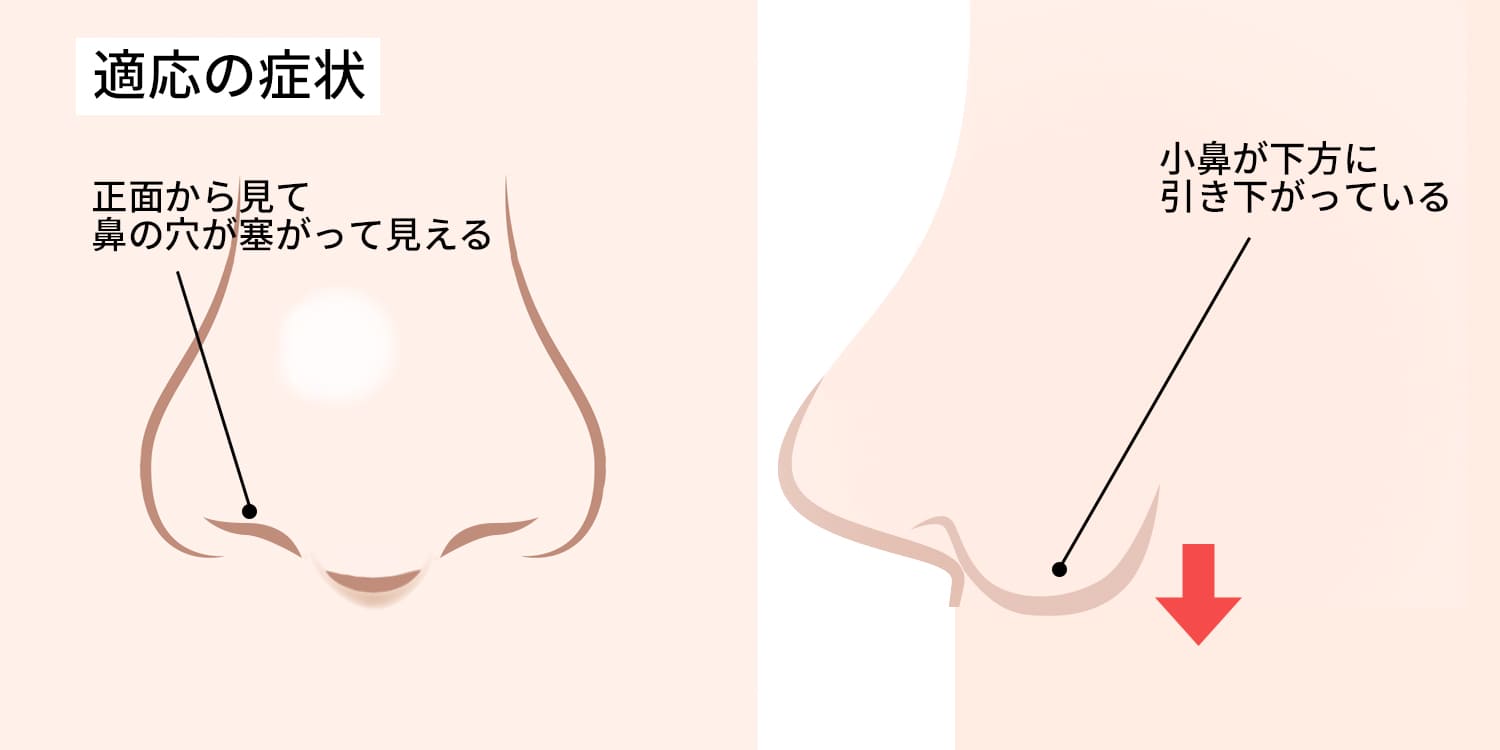 適応の症状
正面から見て
鼻の穴が塞がって見える
小鼻が下方に
引き下がっている